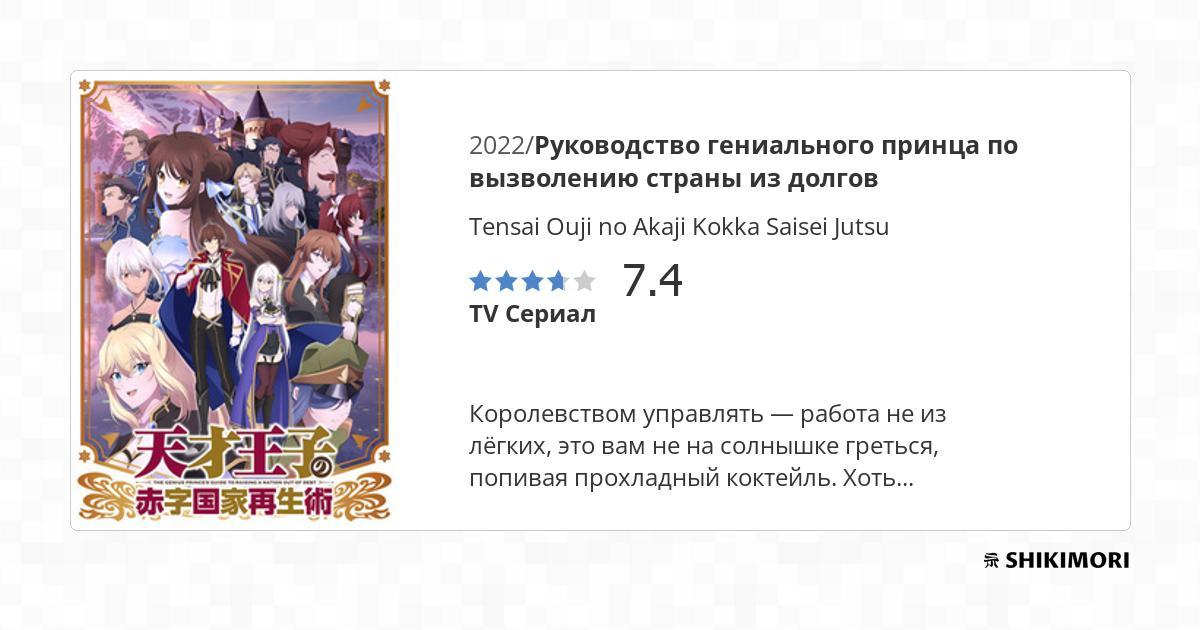 天才王子の
THE GENIUS PRINCE'S GUIDE TO RAISING A NATION OUT OF DEBT
赤字国家再生術
2022/Руководство гениального принца по
вызволению страны из долгов
Tensai Ouji no Akaji Kokka Saisei Jutsu
7.4
TV Сериал
Королевством управлять — работа не из
лёгких, это вам не на солнышке греться,
попивая прохладный коктейль. Хоть...
SHIKIMORI